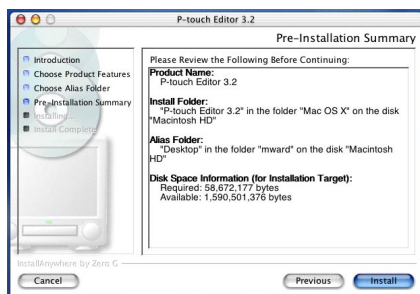 P-touch Editor 3.2
Pre-Installation Summary
Introduction
Choose Product Features
Choose Alias Folder
Pre-Installation Summary
Installing...
Install Complete
Please Review the Following Before Continuing:
Product Name:
P-touch Editor 3.2
Install Folder:
"P-touch Editor 3.2" in the folder "Mac OS X" on the disk
"Macintosh HD"
Alias Folder:
"Desktop" in the folder "mward" on the disk "Macintosh
HD"
Disk Space Information (for Installation Target):
Required: 58,672,177 bytes
Available: 1,590,501,376 bytes
InstallAnywhere by Zero G
Cancel
Previous
Install